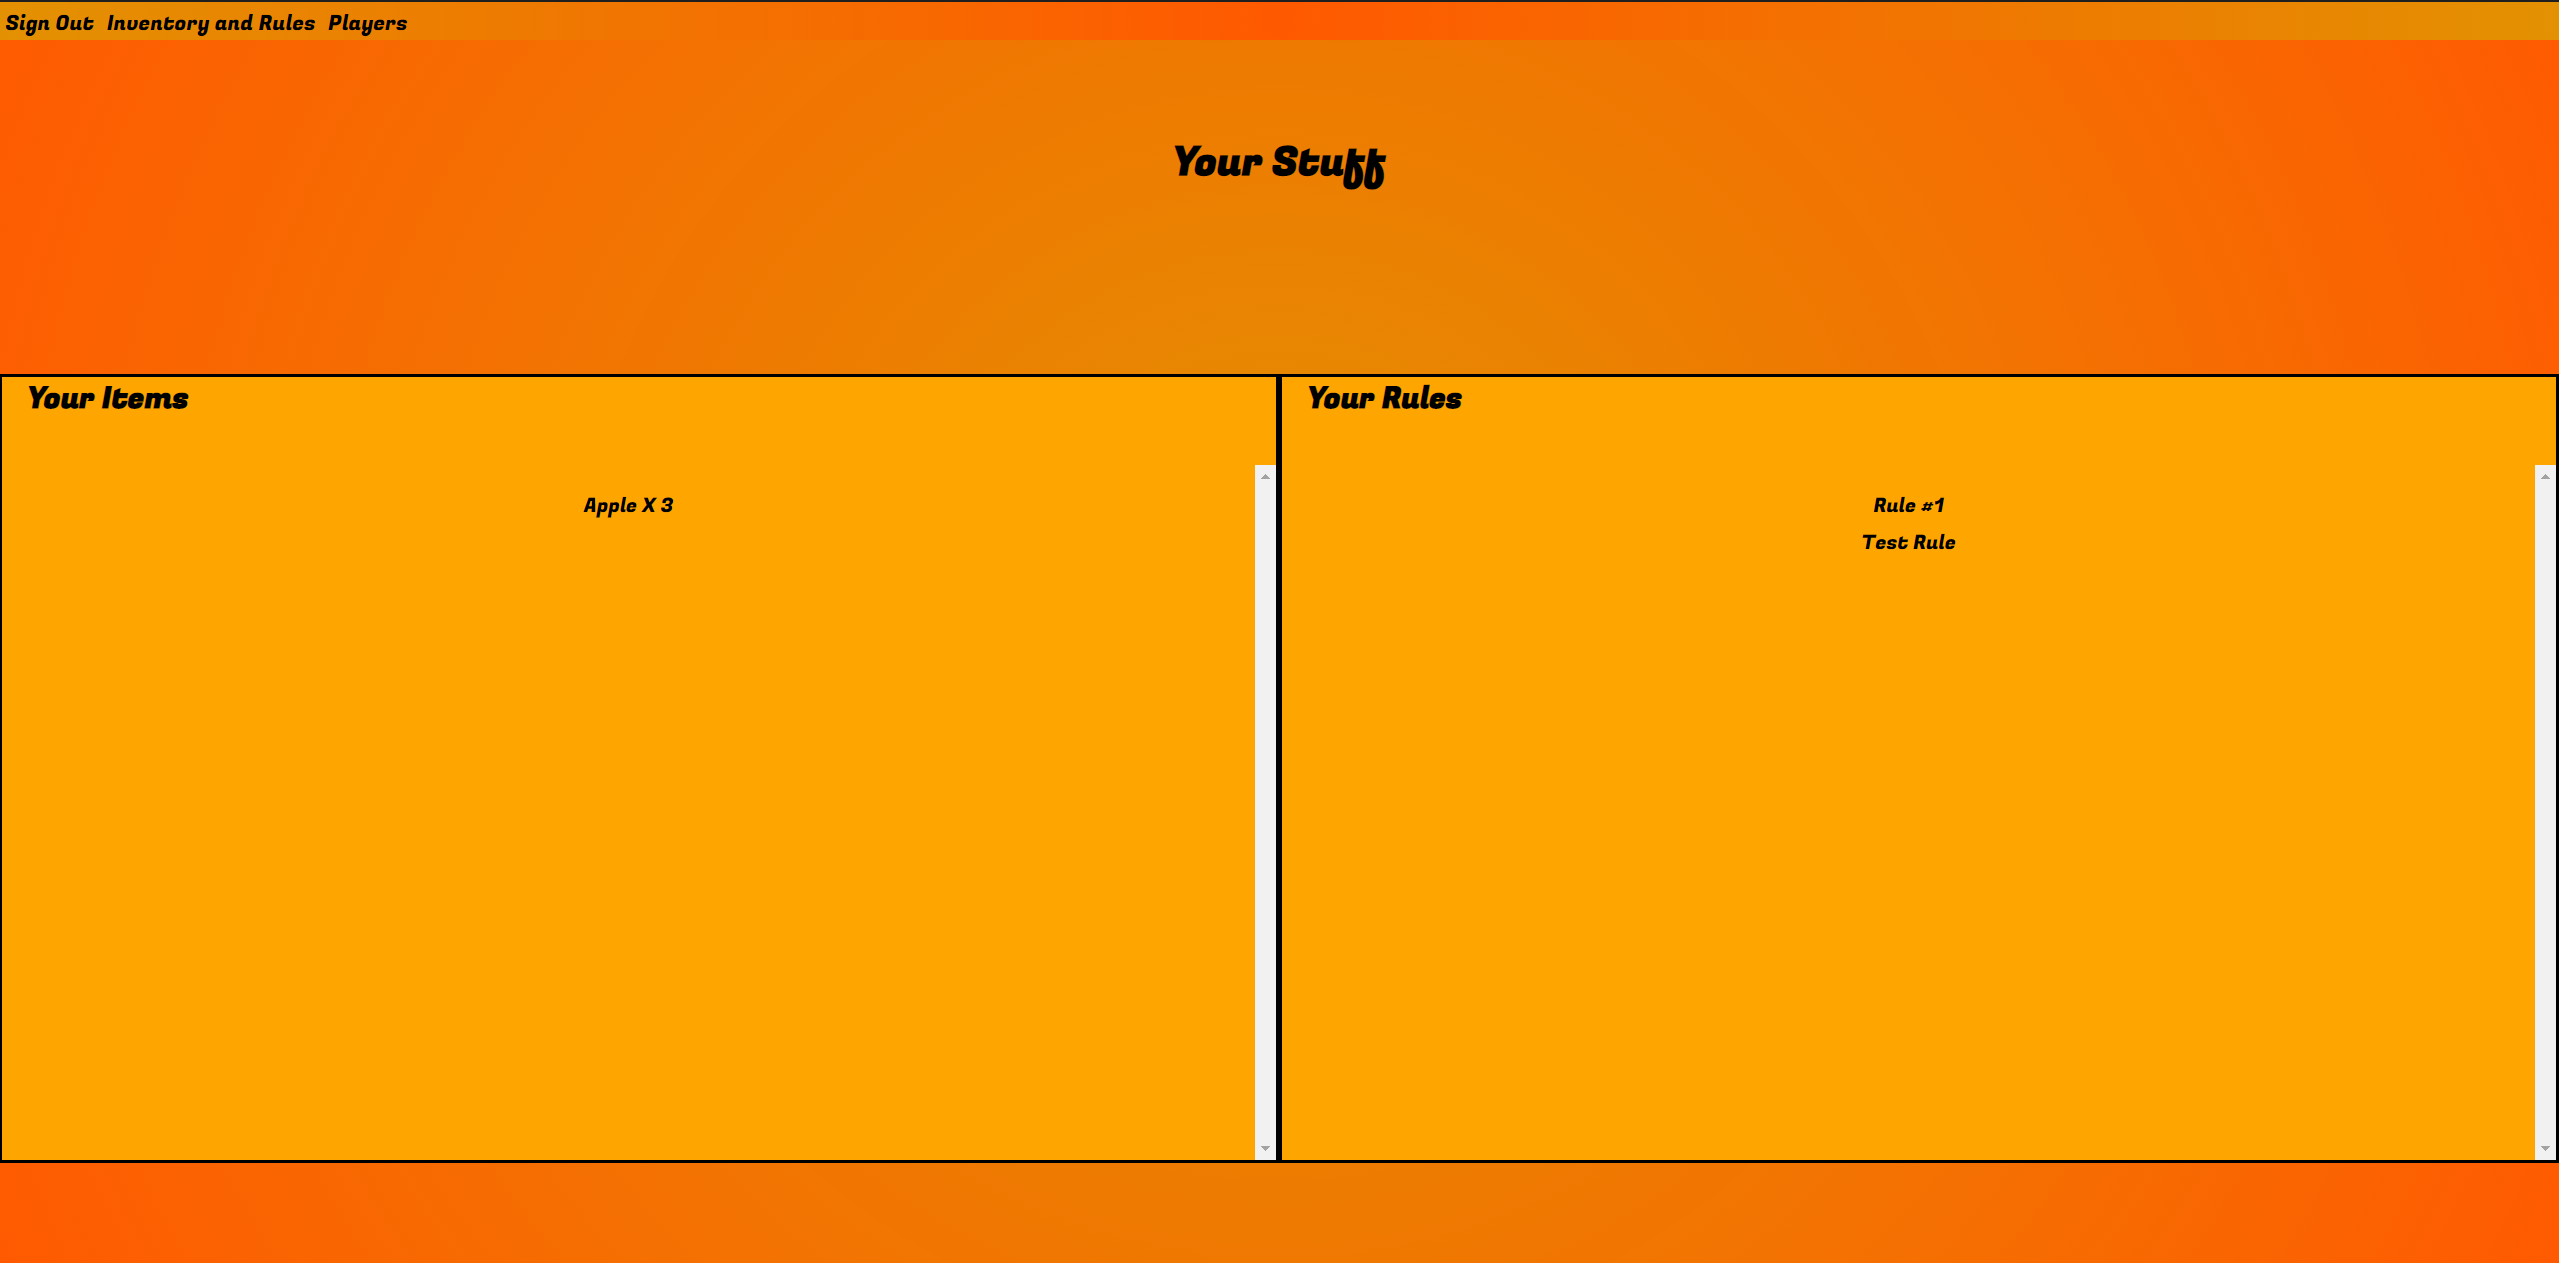 Sign Out Inventory and Rules Players
Your Stuff
Your Items
Apple X 3
Your Rules
Rule #1
Test Rule